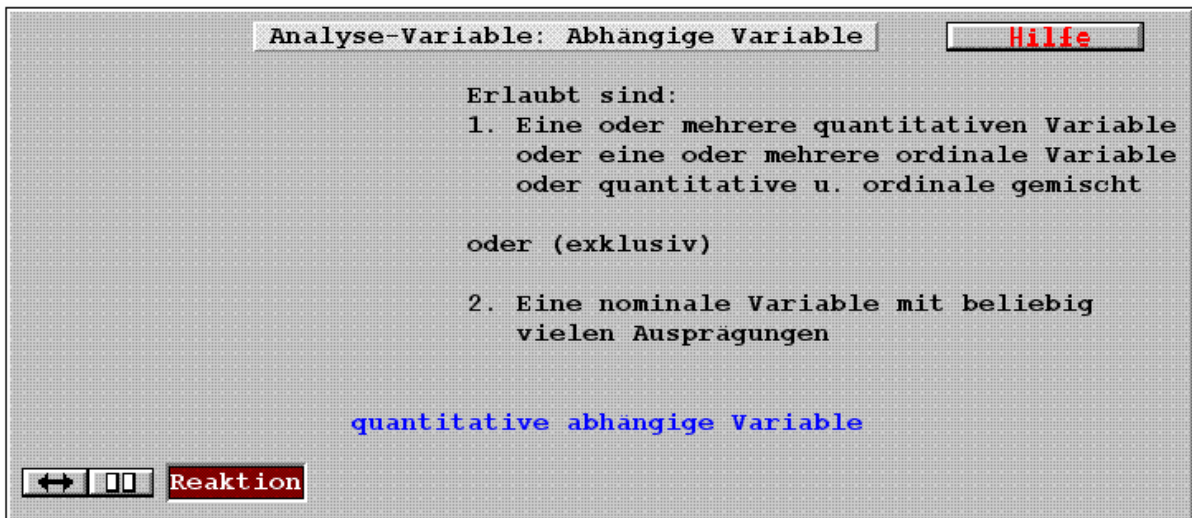 Analyse-Variable: Abhängige Variable
Hilfe
Erlaubt sind:
1. Eine oder mehrere quantitativen Variable
oder eine oder mehrere ordinale Variable
oder quantitative u. ordinale gemischt
oder (exklusiv)
2. Eine nominale Variable mit beliebig
vielen Ausprägungen
quantitative abhängige Variable
Reaktion